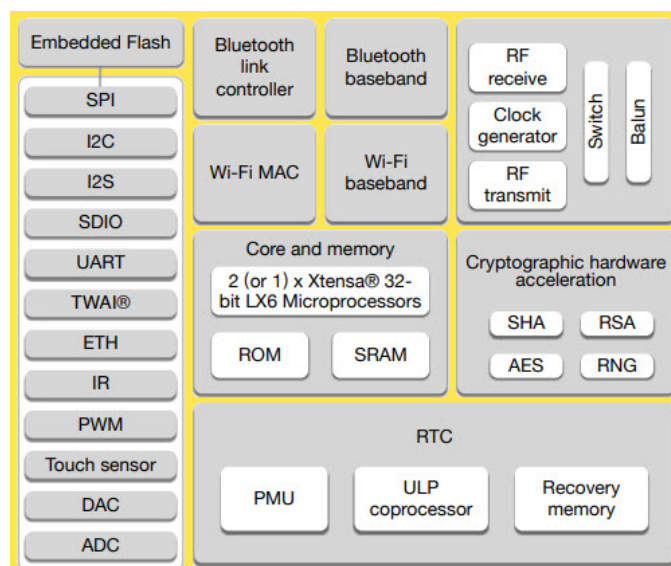 Embedded Flash
SPI
I2C
I2S
SDIO
UART
TWAI®
ETH
IR
PWM
Touch sensor
DAC
ADC
Bluetooth
link
controller
Bluetooth
baseband
Wi-Fi MAC
Wi-Fi
baseband
RF
receive
Clock
generator
RF
transmit
Switch
Balun
Core and memory
2 (or 1) x Xtensa® 32-
bit LX6 Microprocessors
ROM
SRAM
Cryptographic hardware
acceleration
SHA
RSA
AES
RNG
RTC
PMU
ULP
coprocessor
Recovery
memory